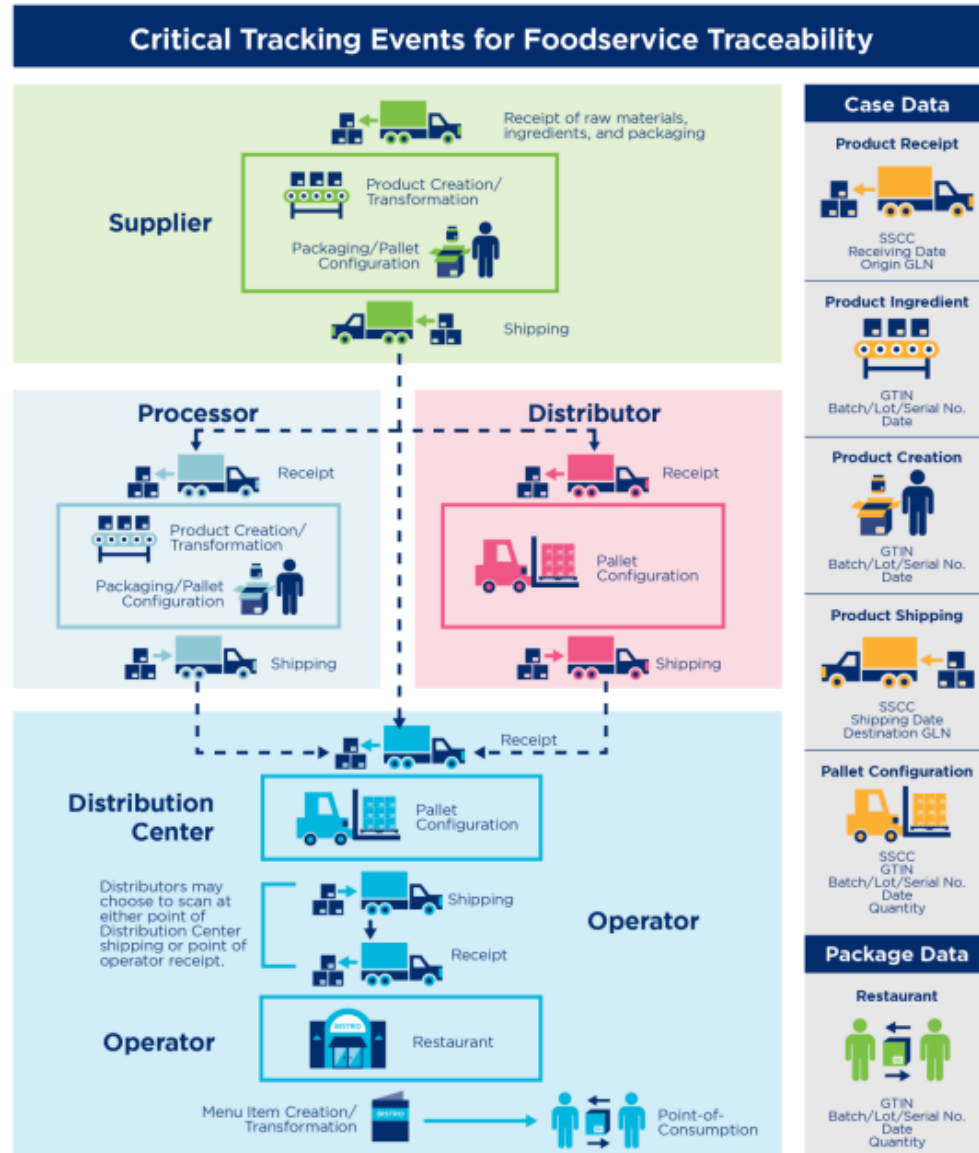 Critical Tracking Events for Foodservice Traceability
Receipt of raw materials,
ingredients, and packaging
Supplier
Product Creation/
Transformation
Packaging/Pallet
Configuration
Shipping
Processor
Receipt
Product Creation/
Transformation
Packaging/Pallet
Configuration
Shipping
Distributor
Receipt
Pallet
Configuration
Shipping
Receipt
Distribution
Center
Pallet
Configuration
Distributors may
choose to scan at
either point of
Distribution Center
shipping or point of
operator receipt.
Shipping
Receipt
Operator
Operator
BISTRO
Restaurant
Menu Item Creation/
Transformation
BISTRO
Point-of-
Consumption
Case Data
Product Receipt
SSCC
Receiving Date
Origin GLN
Product Ingredient
GTIN
Batch/Lot/Serial No.
Date
Product Creation
GTIN
Batch/Lot/Serial No.
Date
Product Shipping
SSCC
Shipping Date
Destination GLN
Pallet Configuration
SSCC
GTIN
Batch/Lot/Serial No.
Date
Quantity
Package Data
Restaurant
GTIN
Batch/Lot/Serial No.
Date
Quantity